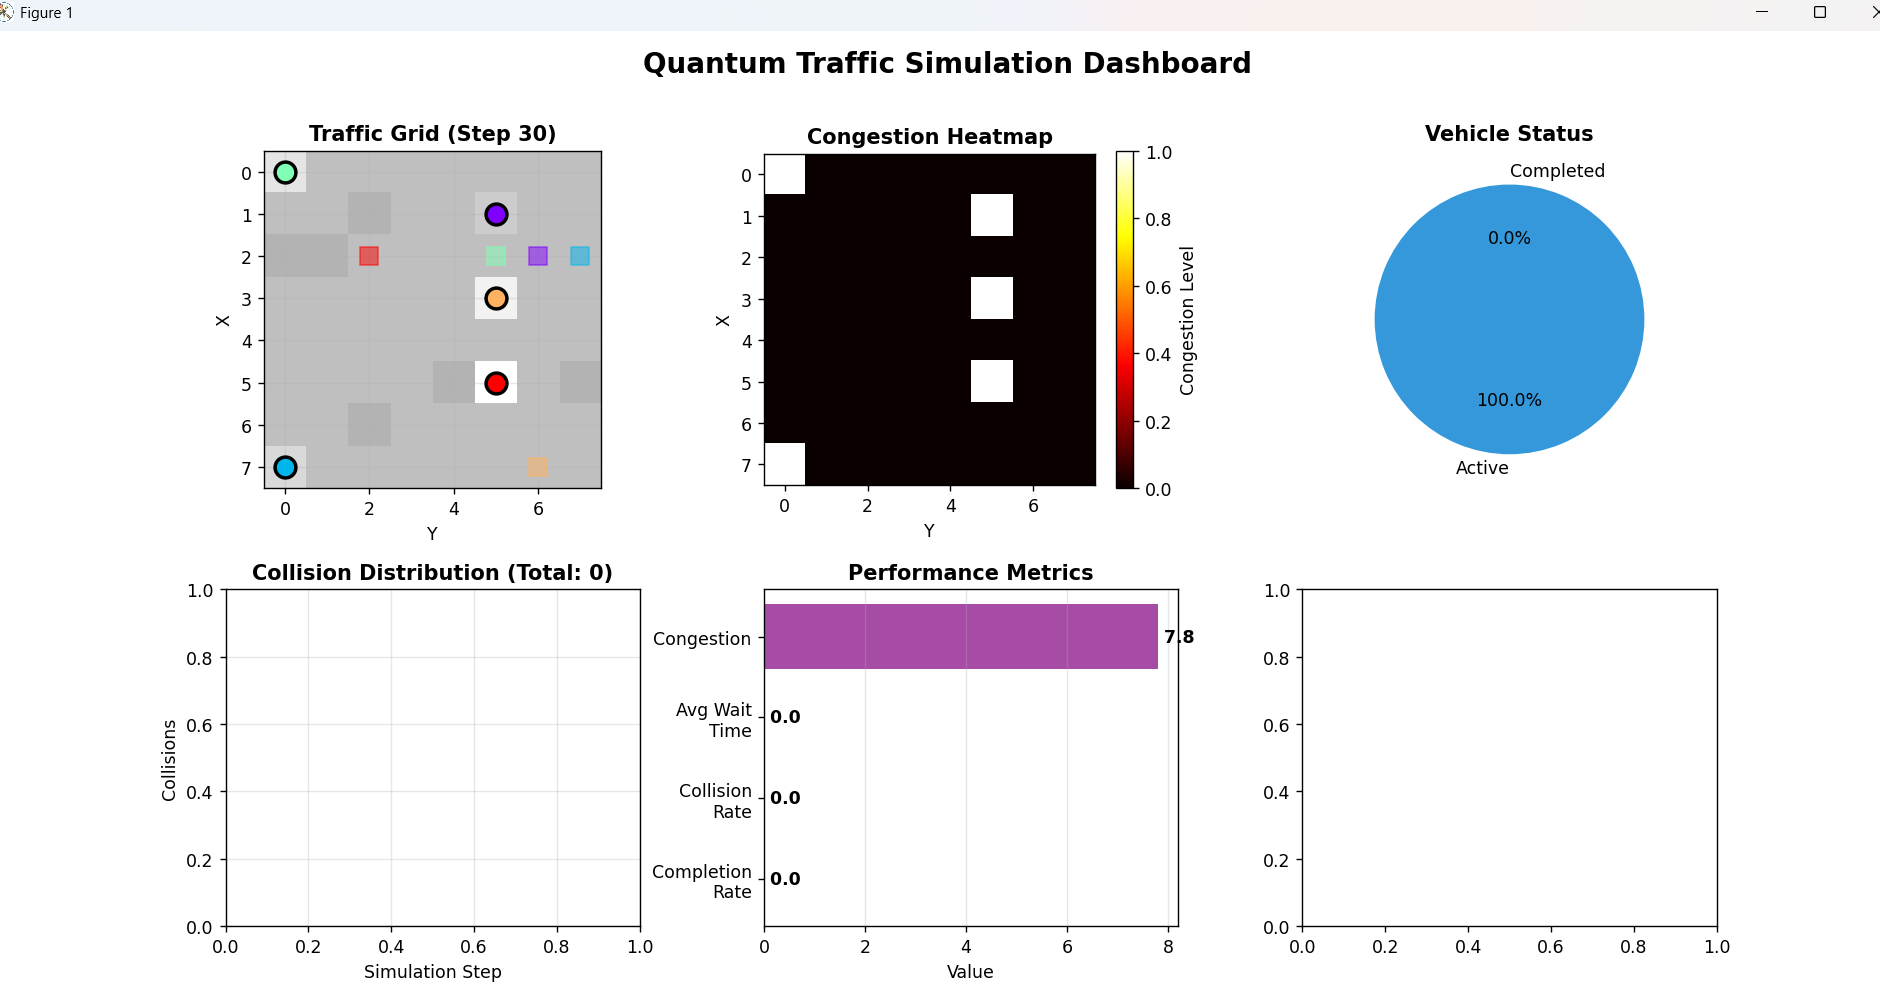 Figure 1
Quantum Traffic Simulation Dashboard
Traffic Grid (Step 30)
0
1
2
3
4
5
6
7
X
0 2 4 6
Y
Congestion Heatmap
0
1
2
3
4
5
6
7
X
0 2 4 6
Y
1.0
0.8
0.6
0.4
0.2
0.0
Congestion Level
Vehicle Status
Completed
0.0%
100.0%
Active
Collision Distribution (Total: 0)
1.0
0.8
0.6
0.4
0.2
0.0
Collisions
0.0 0.2 0.4 0.6 0.8 1.0
Simulation Step
Performance Metrics
Congestion 7.8
Avg Wait
Time
0.0
Collision
Rate
0.0
Completion
Rate
0.0
0 2 4 6 8
Value
1.0
0.8
0.6
0.4
0.2
0.0
0.0 0.2 0.4 0.6 0.8 1.0